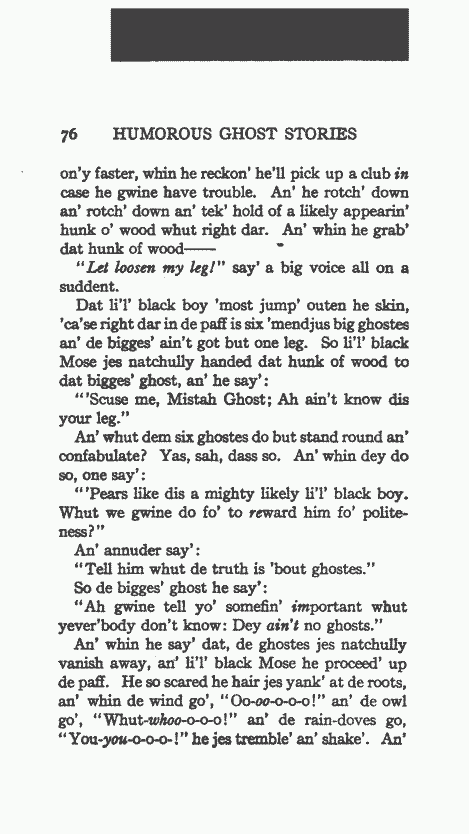 76 HUMOROUS GHOST STORIES
on'y faster, whin he reckon' he'll pick up a club in
case he gwine have trouble. An' he rotch' down
an' rotch' down an' tek' hold of a likely appearin'
hunk o' wood whut right dar. An' whin he grab'
dat hunk of wood——
"Let loosen my leg!" say' a big voice all on a
suddent.
Dat li'l' black boy 'most jump' outen he skin,
'ca'se right dar in de paff is six 'mendjus big ghostes
an' de bigges' ain't got but one leg. So li'l' black
Mose jes natchully handed dat hunk of wood to
dat bigges' ghost, an' he say':
"'Scuse me, Mistah Ghost; Ah ain't know dis
your leg."
An' whut dem six ghostes do but stand round an'
confabulate? Yas, sah, dass so. An' whin dey do
so, one say':
"'Pears like dis a mighty likely li'l' black boy.
Whut we gwine do fo' to reward him fo' polite-
ness?"
An' annuder say':
"Tell him whut de truth is 'bout ghostes."
So de bigges' ghost he say':
"Ah gwine tell yo' somefin' important whut
yever'body don't know: Dey ain't no ghosts."
An' whin he say' dat, de ghostes jes natchully
vanish away, an' li'l' black Mose he proceed' up
de paff. He so scared he hair jes yank' at de roots,
an' whin de wind go', "Oo-oo-o-o-o!" an' de owl
go', "Whut-whoo-o-o-o!" an' de rain-doves go,
"You-you-o-o-o-!" he jes tremble' an' shake'. An'